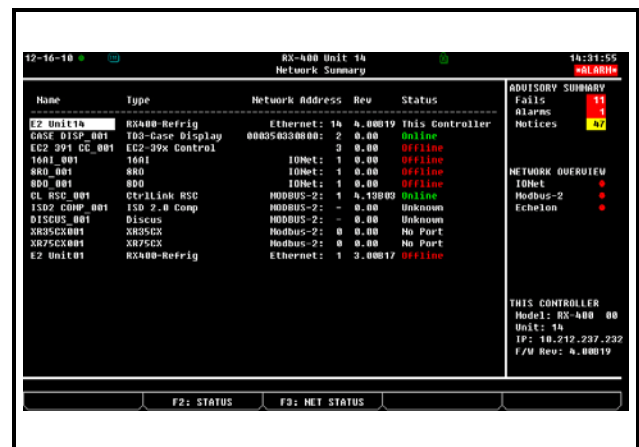 12-16-10 RX-400 Unit 14 14:31:55
Network Summary *ALARM*
ADVISORY SUMMARY
Fails 11
Alarms 1
Notices 47
Name Type Network Address Rev Status
E2 Unit14 RX400-Refrig Ethernet: 14 4.00B19 This Controller
CASE DISP_001 TD3-Case Display 000350330800: 2 0.00 Online
EC2 391 CC_001 EC2-39x Control 3 0.00 Offline
16AI_001 16AI IONet: 1 0.00 Offline
8RO_001 8RO IONet: 1 0.00 Offline
8DO_001 8DO IONet: 1 0.00 Offline
CL RSC_001 CtrlLink RSC MODBUS-2: 1 4.13B03 Online
ISD2 COMP_001 ISD 2.0 Comp MODBUS-2: - 0.00 Unknown
DISCUS_001 Discus MODBUS-2: - 0.00 Unknown
XR35CX001 XR35CX Modbus-2: 0 0.00 No Port
XR75CX001 XR75CX Modbus-2: 0 0.00 No Port
E2 Unit01 RX400-Refrig Ethernet: 1 3.00B17 Offline
NETWORK OVERVIEW
IONet
Modbus-2
Echelon
THIS CONTROLLER
Model: RX-400 00
Unit: 14
IP: 10.212.237.232
F/W Rev: 4.00B19
F2: STATUS F3: NET STATUS